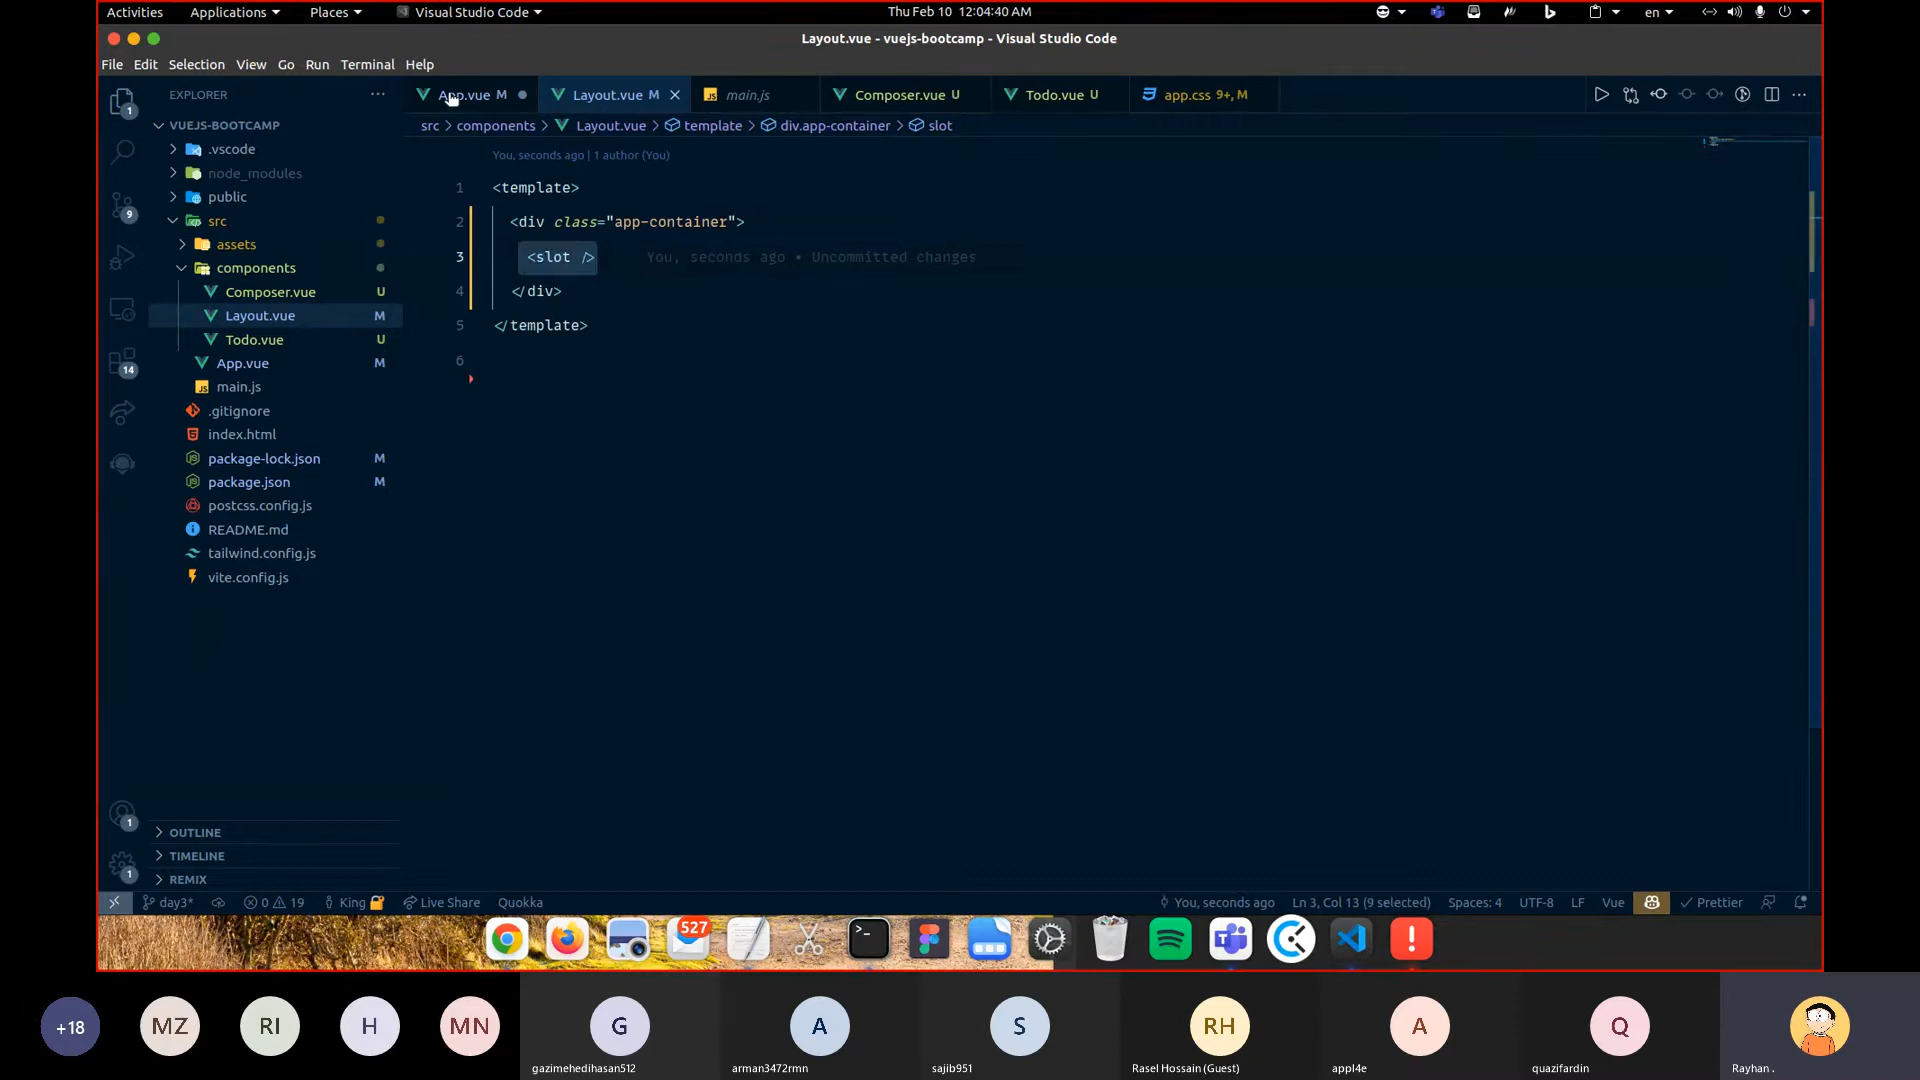 Activities Applications Places Visual Studio Code Thu Feb 10 12:04:40 AM en
Layout.vue - vuejs-bootcamp - Visual Studio Code
File Edit Selection View Go Run Terminal Help
EXPLORER
App.vue M Layout.vue M main.js Composer.vue U Todo.vue U app.css 9+, M
src > components > Layout.vue > template > div.app-container > slot
VUEJS-BOOTCAMP
.vscode
node_modules
public
src
assets
components
Composer.vue U
Layout.vue M
Todo.vue U
App.vue M
main.js
.gitignore
index.html
package-lock.json M
package.json M
postcss.config.js
README.md
tailwind.config.js
vite.config.js
OUTLINE
TIMELINE
REMIX
1
9
14
1
1
You, seconds ago | 1 author (You)
1 <template>
2 <div class="app-container">
3 <slot /> You, seconds ago • Uncommitted changes
4 </div>
5 </template>
6
day3* 0 19 King Live Share Quokka You, seconds ago Ln 3, Col 13 (9 selected) Spaces: 4 UTF-8 LF Vue Prettier
527
+18 MZ RI H MN G A S RH A Q
gazimehedihasan512 arman3472rmn sajib951 Rasel Hossain (Guest) appl4e quazifardin Rayhan .